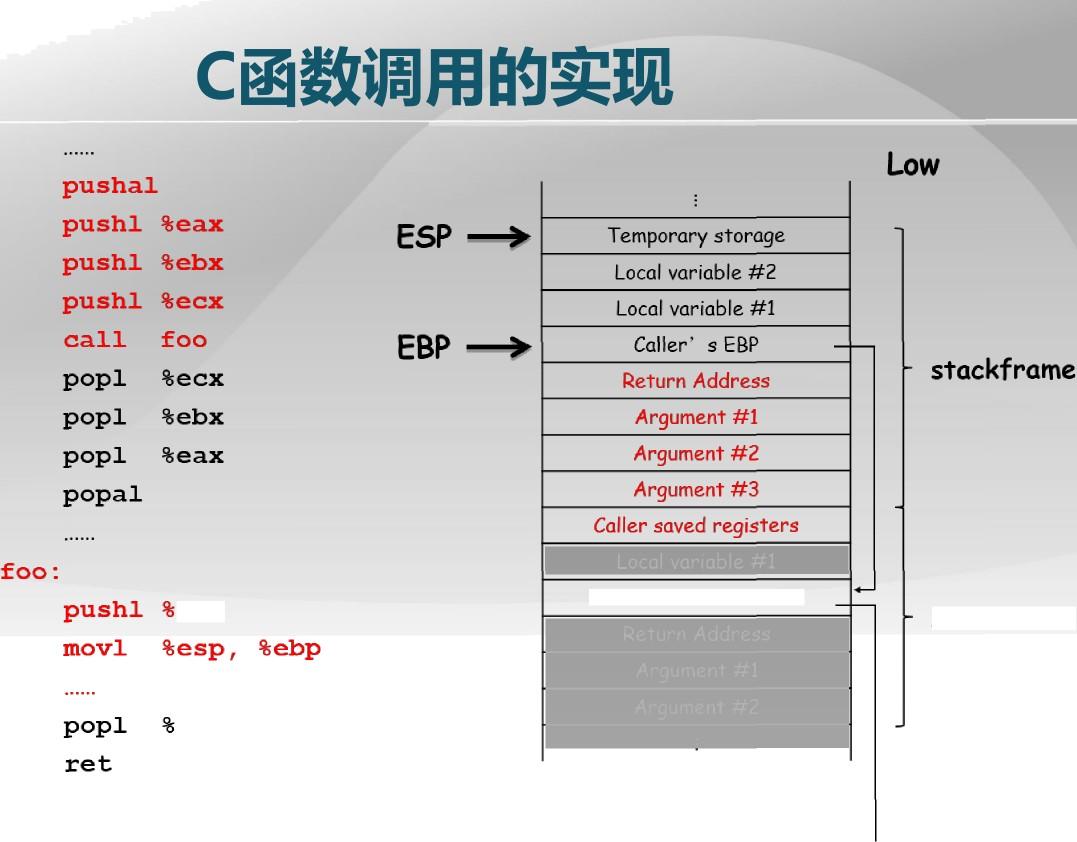 C函数调用的实现
……
pushal
pushl %eax
pushl %ebx
pushl %ecx
call foo
popl %ecx
popl %ebx
popl %eax
popal
……
foo:
pushl %
movl %esp, %ebp
……
popl %
ret
Low
⋮
ESP
Temporary storage
Local variable #2
Local variable #1
EBP
Caller’s EBP
Return Address
Argument #1
Argument #2
Argument #3
Caller saved registers
Local variable #1
Return Address
Argument #1
Argument #2
stackframe